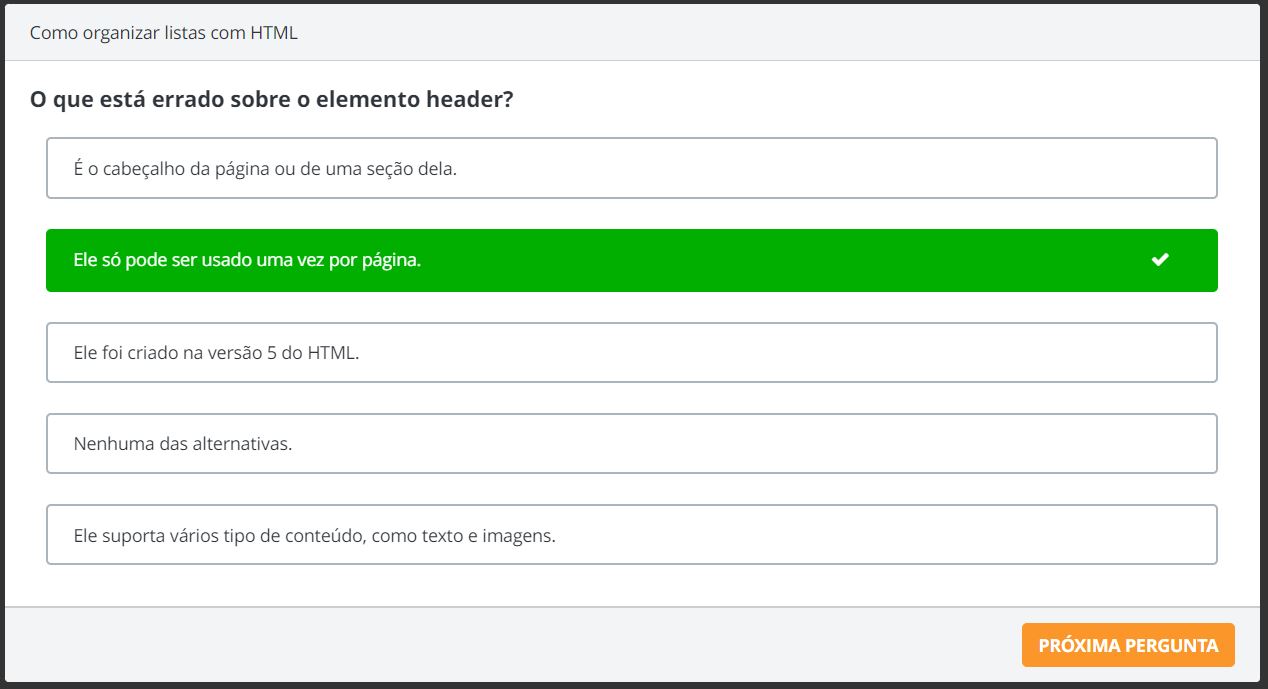 Como organizar listas com HTML
O que está errado sobre o elemento header?
É o cabeçalho da página ou de uma seção dela.
Ele só pode ser usado uma vez por página.
Ele foi criado na versão 5 do HTML.
Nenhuma das alternativas.
Ele suporta vários tipo de conteúdo, como texto e imagens.
PRÓXIMA PERGUNTA